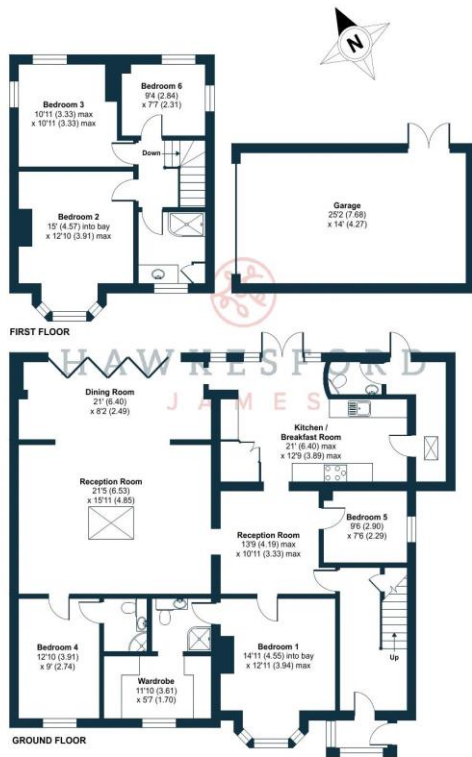 N
Bedroom 3
10'11 (3.33) max
x 10'11 (3.33) max
Bedroom 6
9'4 (2.84)
x 7'7 (2.31)
Down
Bedroom 2
15' (4.57) into bay
x 12'10 (3.91) max
Garage
25'2 (7.68)
x 14' (4.27)
FIRST FLOOR
HAWKESFORD
JAMES
Dining Room
21' (6.40)
x 8'2 (2.49)
Kitchen /
Breakfast Room
21' (6.40) max
x 12'9 (3.89) max
Reception Room
21'5 (6.53)
x 15'11 (4.85)
Reception Room
13'9 (4.19) max
x 10'11 (3.33) max
Bedroom 5
9'6 (2.90)
x 7'6 (2.29)
Bedroom 4
12'10 (3.91)
x 9' (2.74)
Wardrobe
11'10 (3.61)
x 5'7 (1.70)
Bedroom 1
14'11 (4.55) into bay
x 12'11 (3.94) max
Up
GROUND FLOOR